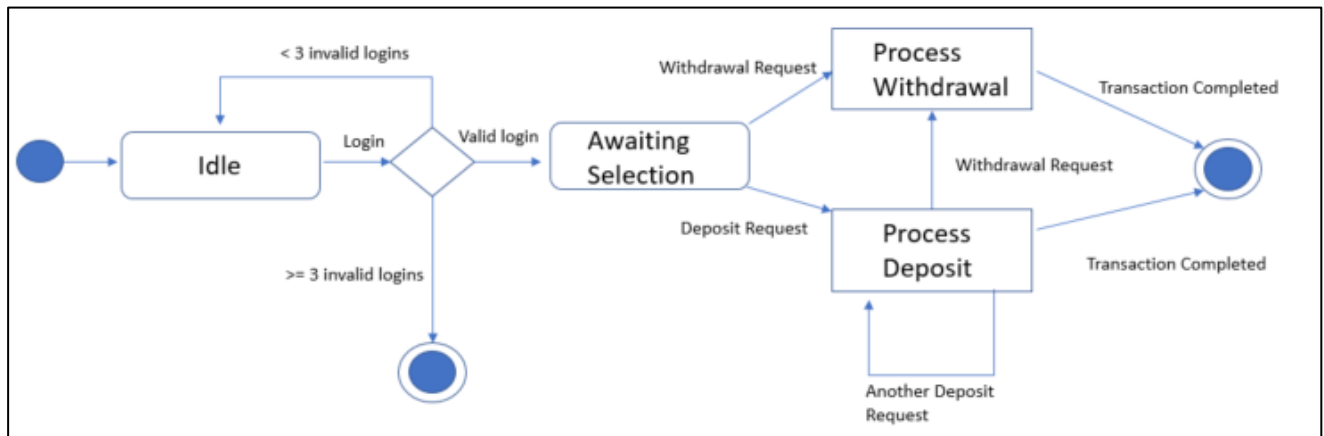 < 3 invalid logins
Process
Withdrawal
Withdrawal Request
Transaction Completed
Login
Valid login
Idle
Awaiting
Selection
Withdrawal Request
Deposit Request
Process
Deposit
>= 3 invalid logins
Transaction Completed
Another Deposit
Request